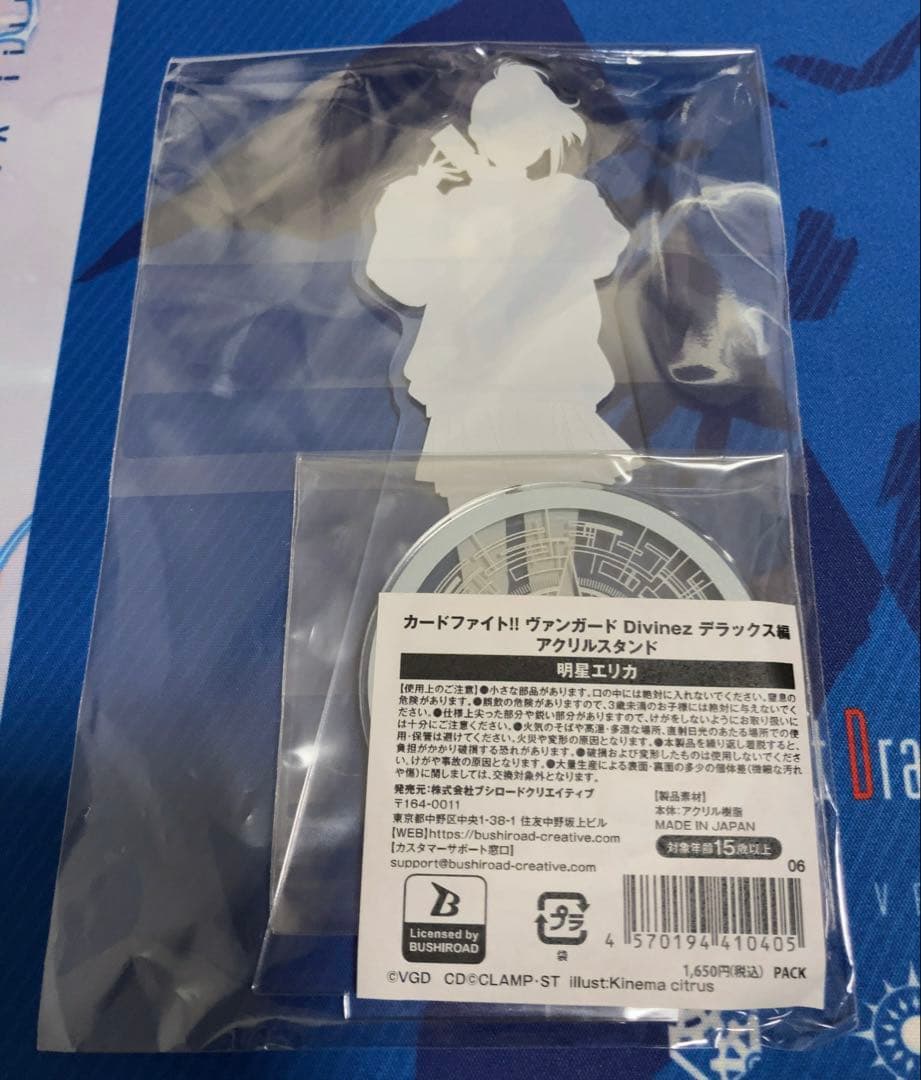 カードファイト!! ヴァンガード Divinez デラックス編
アクリルスタンド
明星エリカ
【使用上のご注意】●小さな部品があります。口の中には絶対に入れないでください。窒息の
危険があります。●誤飲の危険がありますので、3歳未満のお子様には絶対に与えないでく
ださい。●仕様上尖った部分や鋭い部分がありますので、けがをしないようにお取り扱いに
は十分にご注意ください。●火気のそばや高温・多湿な場所、直射日光のあたる場所での使
用・保管は避けてください。火災や変形の原因となります。●本製品を繰り返し着脱すると、
負担がかかり破損する恐れがあります。●破損および変形したものは使用しないでくださ
い。けがや事故の原因となります。●大量生産による表面・裏面の多少の個体差(微細な汚れ
や傷)に関しましては、交換対象外となります。
発売元:株式会社ブシロードクリエイティブ
〒164-0011
東京都中野区中央1-38-1 住友中野坂上ビル
【WEB】https://bushiroad-creative.com
【カスタマーサポート窓口】
support@bushiroad-creative.com
【製品素材】
本体:アクリル樹脂
MADE IN JAPAN
対象年齢15歳以上
06
B
Licensed by
BUSHIROAD
プラ
袋
4 570194 410405
1,650円(税込) PACK
©VGD CD©CLAMP・ST illust:Kinema citrus
Dra
V